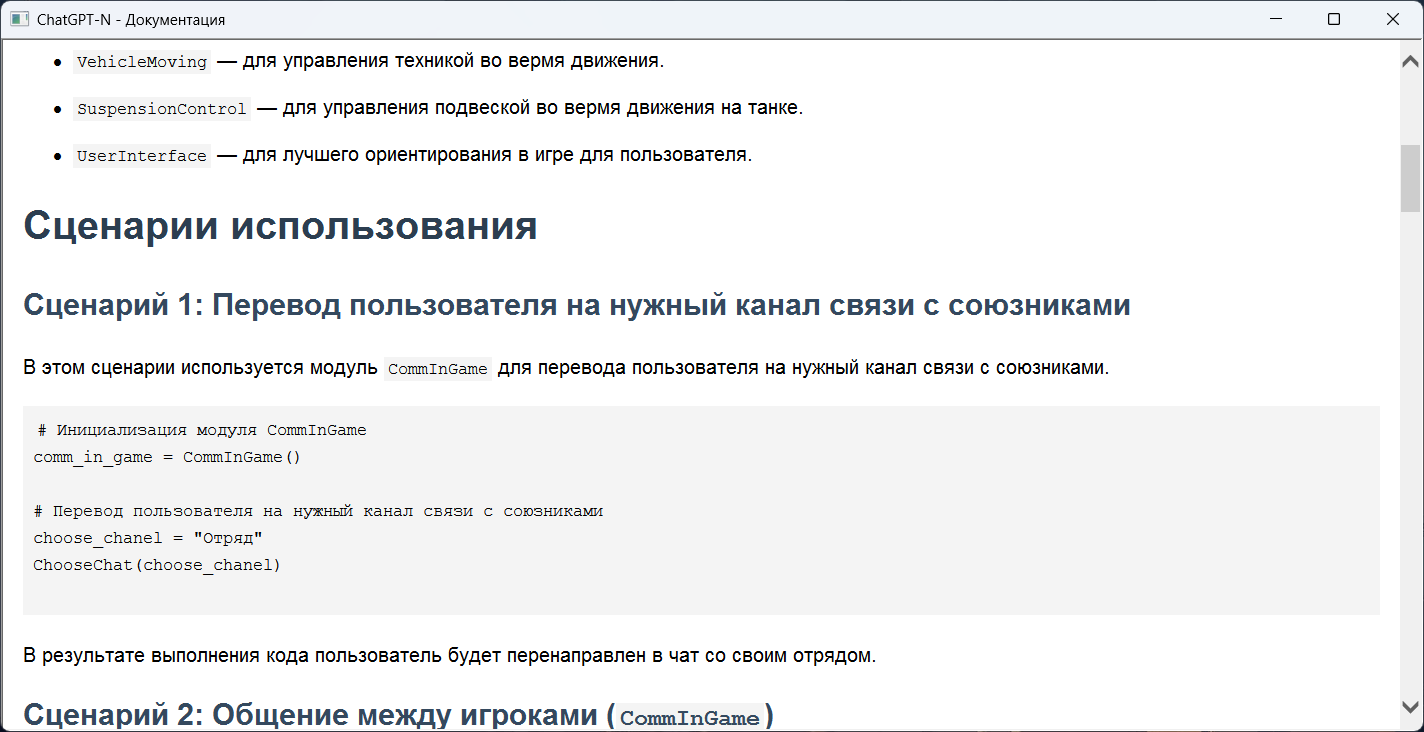 ChatGPT-N - Документация
• VehicleMoving — для управления техникой во вермя движения.
• SuspensionControl — для управления подвеской во вермя движения на танке.
• UserInterface — для лучшего ориентирования в игре для пользователя.
Сценарии использования
Сценарий 1: Перевод пользователя на нужный канал связи с союзниками
В этом сценарии используется модуль CommInGame для перевода пользователя на нужный канал связи с союзниками.
# Инициализация модуля CommInGame
comm_in_game = CommInGame()
# Перевод пользователя на нужный канал связи с союзниками
choose_chanel = "Отряд"
ChooseChat(choose_chanel)
В результате выполнения кода пользователь будет перенаправлен в чат со своим отрядом.
Сценарий 2: Общение между игроками (CommInGame)